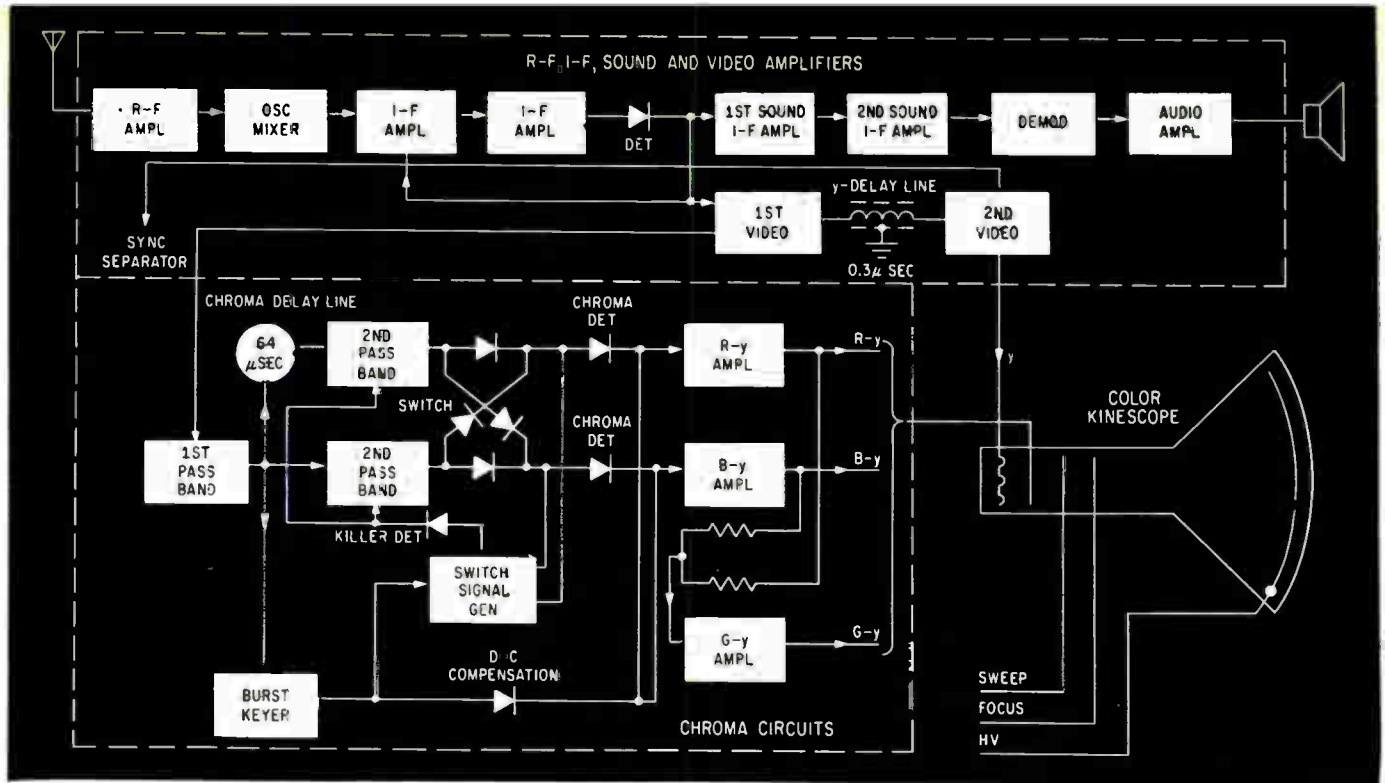 R-F, I-F, SOUND AND VIDEO AMPLIFIERS
R-F
AMPL
OSC
MIXER
I-F
AMPL
I-F
AMPL
DET
1ST SOUND
I-F AMPL
2ND SOUND
I-F AMPL
DEMOD
AUDIO
AMPL
SYNC
SEPARATOR
1ST
VIDEO
y-DELAY LINE
0.3μ SEC
2ND
VIDEO
CHROMA DELAY LINE
64
μSEC
2ND
PASS
BAND
CHROMA
DET
R-y
AMPL
R-y
SWITCH
1ST
PASS
BAND
2ND
PASS
BAND
CHROMA
DET
B-y
AMPL
B-y
KILLER DET
SWITCH
SIGNAL
GEN
G-y
AMPL
G-y
D-C
COMPENSATION
BURST
KEYER
CHROMA CIRCUITS
y
COLOR
KINESCOPE
SWEEP
FOCUS
HV